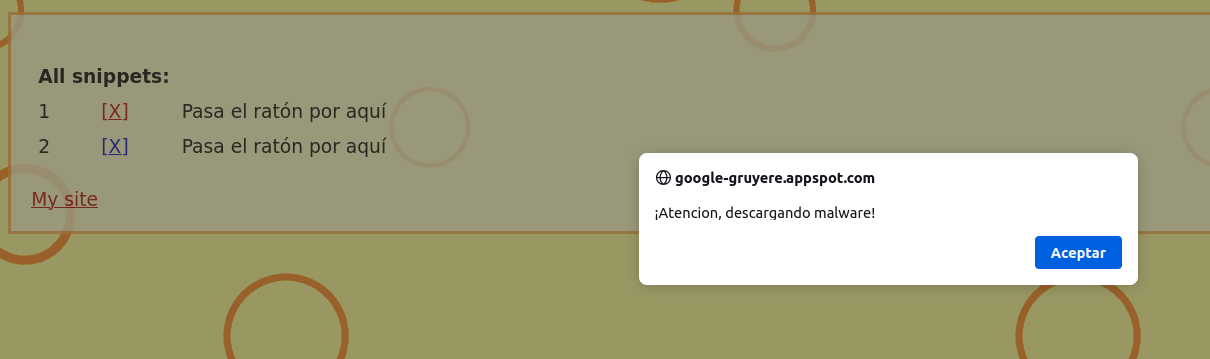 All snippets:
1 [X] Pasa el ratón por aquí
2 [X] Pasa el ratón por aquí
My site
google-gruyere.appspot.com
¡Atencion, descargando malware!
Aceptar